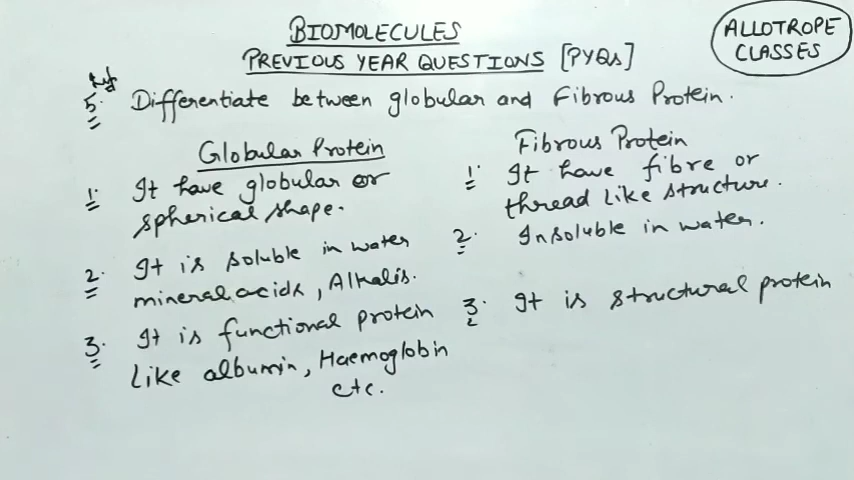 BIOMOLECULES
PREVIOUS YEAR QUESTIONS [PYQs]
ALLOTROPE
CLASSES
5. Differentiate between globular and Fibrous Protein.
Globular Protein
1. It have globular or
spherical shape.
2. It is soluble in water
mineral acids, Alkalis.
3. It is functional protein
like albumin, Haemoglobin
etc.
Fibrous Protein
1. It have fibre or
thread like structure.
2. Insoluble in water.
3. It is structural protein